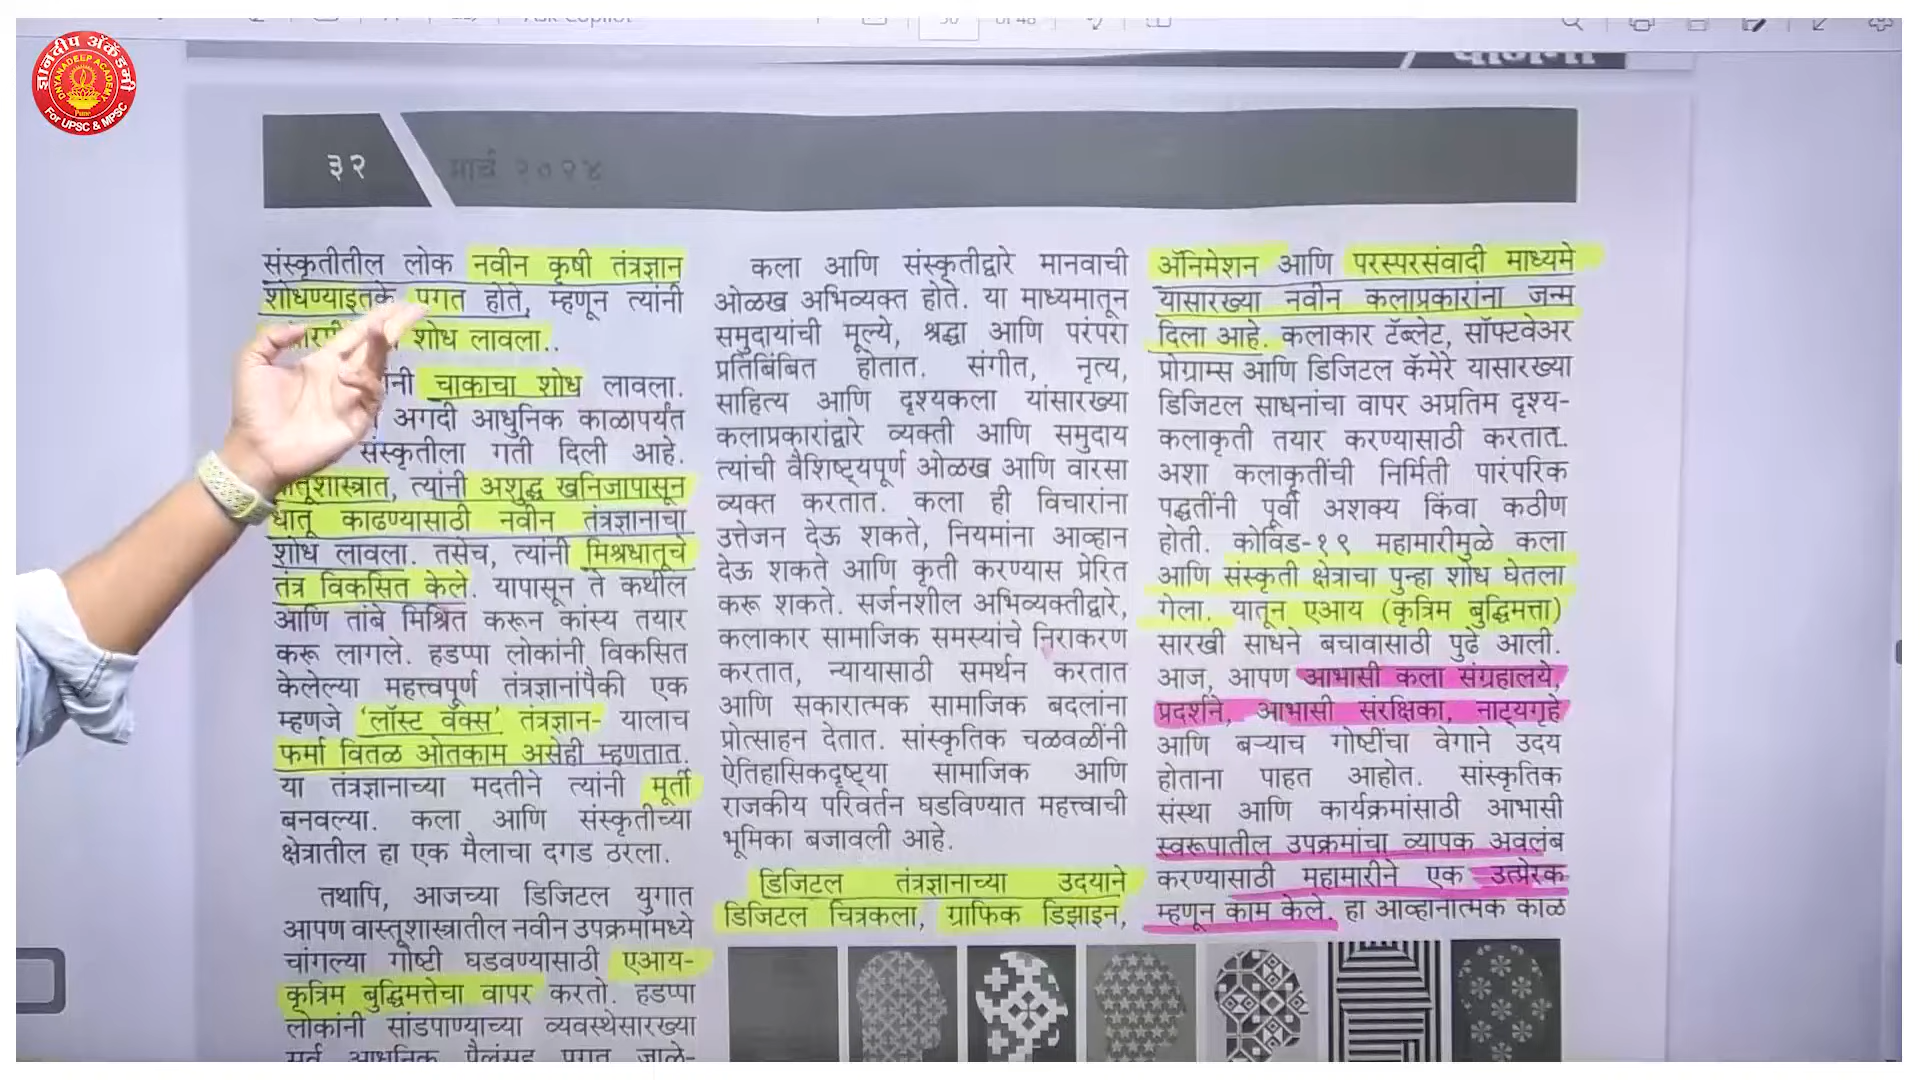 ज्ञानदीप अ‍ॅकॅडमी
DNYANADEEP ACADEMY
Pune
For UPSC & MPSC
३२
मार्च २०२४
संस्कृतीतील लोक नवीन कृषी तंत्रज्ञान
शोधण्याइतके प्रगत होते, म्हणून त्यांनी
शोध लावला..
चाकाचा शोध लावला.
अगदी आधुनिक काळापर्यंत
संस्कृतीला गती दिली आहे.
त्यांनी अशुद्ध खनिजापासून
धातू काढण्यासाठी नवीन तंत्रज्ञानाचा
शोध लावला. तसेच, त्यांनी मिश्रधातूचे
तंत्र विकसित केले. यापासून ते कथील
आणि तांबे मिश्रित करून कांस्य तयार
करू लागले. हडप्पा लोकांनी विकसित
केलेल्या महत्त्वपूर्ण तंत्रज्ञानांपैकी एक
म्हणजे ‘लॉस्ट वॅक्स’ तंत्रज्ञान- यालाच
फर्मा वितळ ओतकाम असेही म्हणतात.
या तंत्रज्ञानाच्या मदतीने त्यांनी मूर्ती
बनवल्या. कला आणि संस्कृतीच्या
क्षेत्रातील हा एक मैलाचा दगड ठरला.
तथापि, आजच्या डिजिटल युगात
आपण वास्तूशास्त्रातील नवीन उपक्रमांमध्ये
चांगल्या गोष्टी घडवण्यासाठी एआय-
कृत्रिम बुद्धिमत्तेचा वापर करतो. हडप्पा
लोकांनी सांडपाण्याच्या व्यवस्थेसारख्या
कला आणि संस्कृतीद्वारे मानवाची
ओळख अभिव्यक्त होते. या माध्यमातून
समुदायांची मूल्ये, श्रद्धा आणि परंपरा
प्रतिबिंबित होतात. संगीत, नृत्य,
साहित्य आणि दृश्यकला यांसारख्या
कलाप्रकारांद्वारे व्यक्ती आणि समुदाय
त्यांची वैशिष्ट्यपूर्ण ओळख आणि वारसा
व्यक्त करतात. कला ही विचारांना
उत्तेजन देऊ शकते, नियमांना आव्हान
देऊ शकते आणि कृती करण्यास प्रेरित
करू शकते. सर्जनशील अभिव्यक्तीद्वारे,
कलाकार सामाजिक समस्यांचे निराकरण
करतात, न्यायासाठी समर्थन करतात
आणि सकारात्मक सामाजिक बदलांना
प्रोत्साहन देतात. सांस्कृतिक चळवळींनी
ऐतिहासिकदृष्ट्या सामाजिक आणि
राजकीय परिवर्तन घडविण्यात महत्त्वाची
भूमिका बजावली आहे.
डिजिटल तंत्रज्ञानाच्या उदयाने
डिजिटल चित्रकला, ग्राफिक डिझाइन,
ॲनिमेशन आणि परस्परसंवादी माध्यमे
यासारख्या नवीन कलाप्रकारांना जन्म
दिला आहे. कलाकार टॅब्लेट, सॉफ्टवेअर
प्रोग्राम्स आणि डिजिटल कॅमेरे यासारख्या
डिजिटल साधनांचा वापर अप्रतिम दृश्य-
कलाकृती तयार करण्यासाठी करतात.
अशा कलाकृतींची निर्मिती पारंपरिक
पद्धतींनी पूर्वी अशक्य किंवा कठीण
होती. कोविड-१९ महामारीमुळे कला
आणि संस्कृती क्षेत्राचा पुन्हा शोध घेतला
गेला. यातून एआय (कृत्रिम बुद्धिमत्ता)
सारखी साधने बचावासाठी पुढे आली.
आज, आपण आभासी कला संग्रहालये,
प्रदर्शने, आभासी संरक्षिका, नाट्यगृहे
आणि बऱ्याच गोष्टींचा वेगाने उदय
होताना पाहत आहोत. सांस्कृतिक
संस्था आणि कार्यक्रमांसाठी आभासी
स्वरूपातील उपक्रमांचा व्यापक अवलंब
करण्यासाठी महामारीने एक उत्प्रेरक
म्हणून काम केले. हा आव्हानात्मक काळ